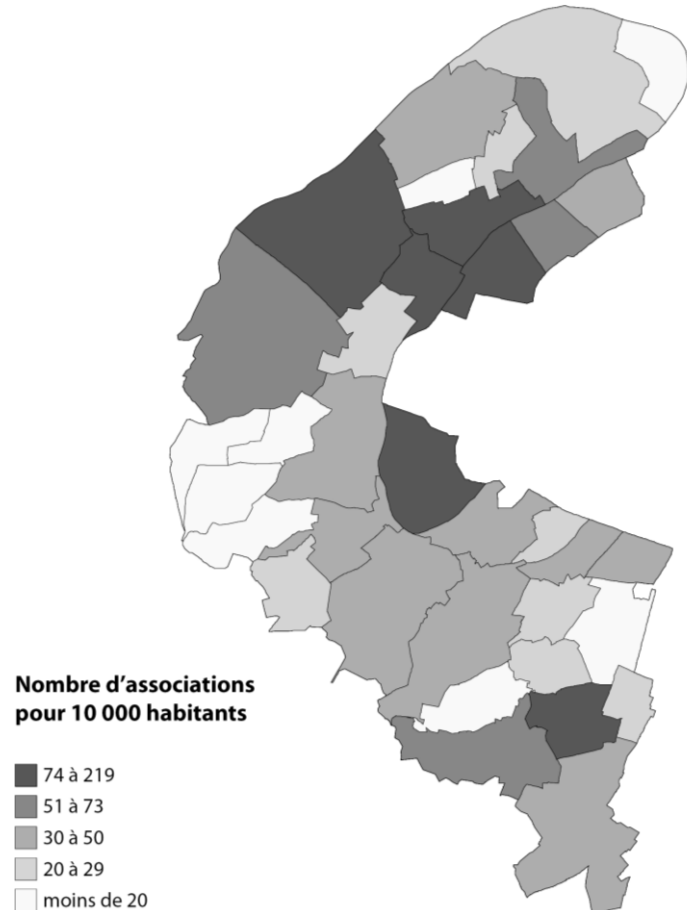 Nombre d'associations
pour 10 000 habitants
74 à 219
51 à 73
30 à 50
20 à 29
moins de 20